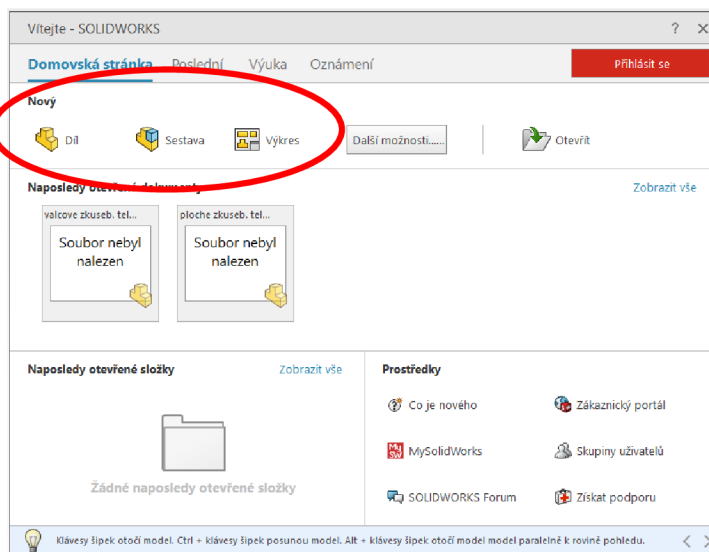 Vítejte - SOLIDWORKS
?
Domovská stránka Poslední Výuka Oznámení Přihlásit se
Nový
Díl Sestava Výkres Další možnosti...... Otevřít
Naposledy otevřené dokumenty Zobrazit vše
valcove zkuseb. tel... ploche zkuseb. tel...
Soubor nebyl Soubor nebyl
nalezen nalezen
Naposledy otevřené složky Zobrazit vše Prostředky
Co je nového Zákaznický portál
MySolidWorks Skupiny uživatelů
Žádné naposledy otevřené složky
SOLIDWORKS Forum Získat podporu
Klávesy šipek otočí model. Ctrl + klávesy šipek posunou model. Alt + klávesy šipek otočí model model paralelně k rovině pohledu.